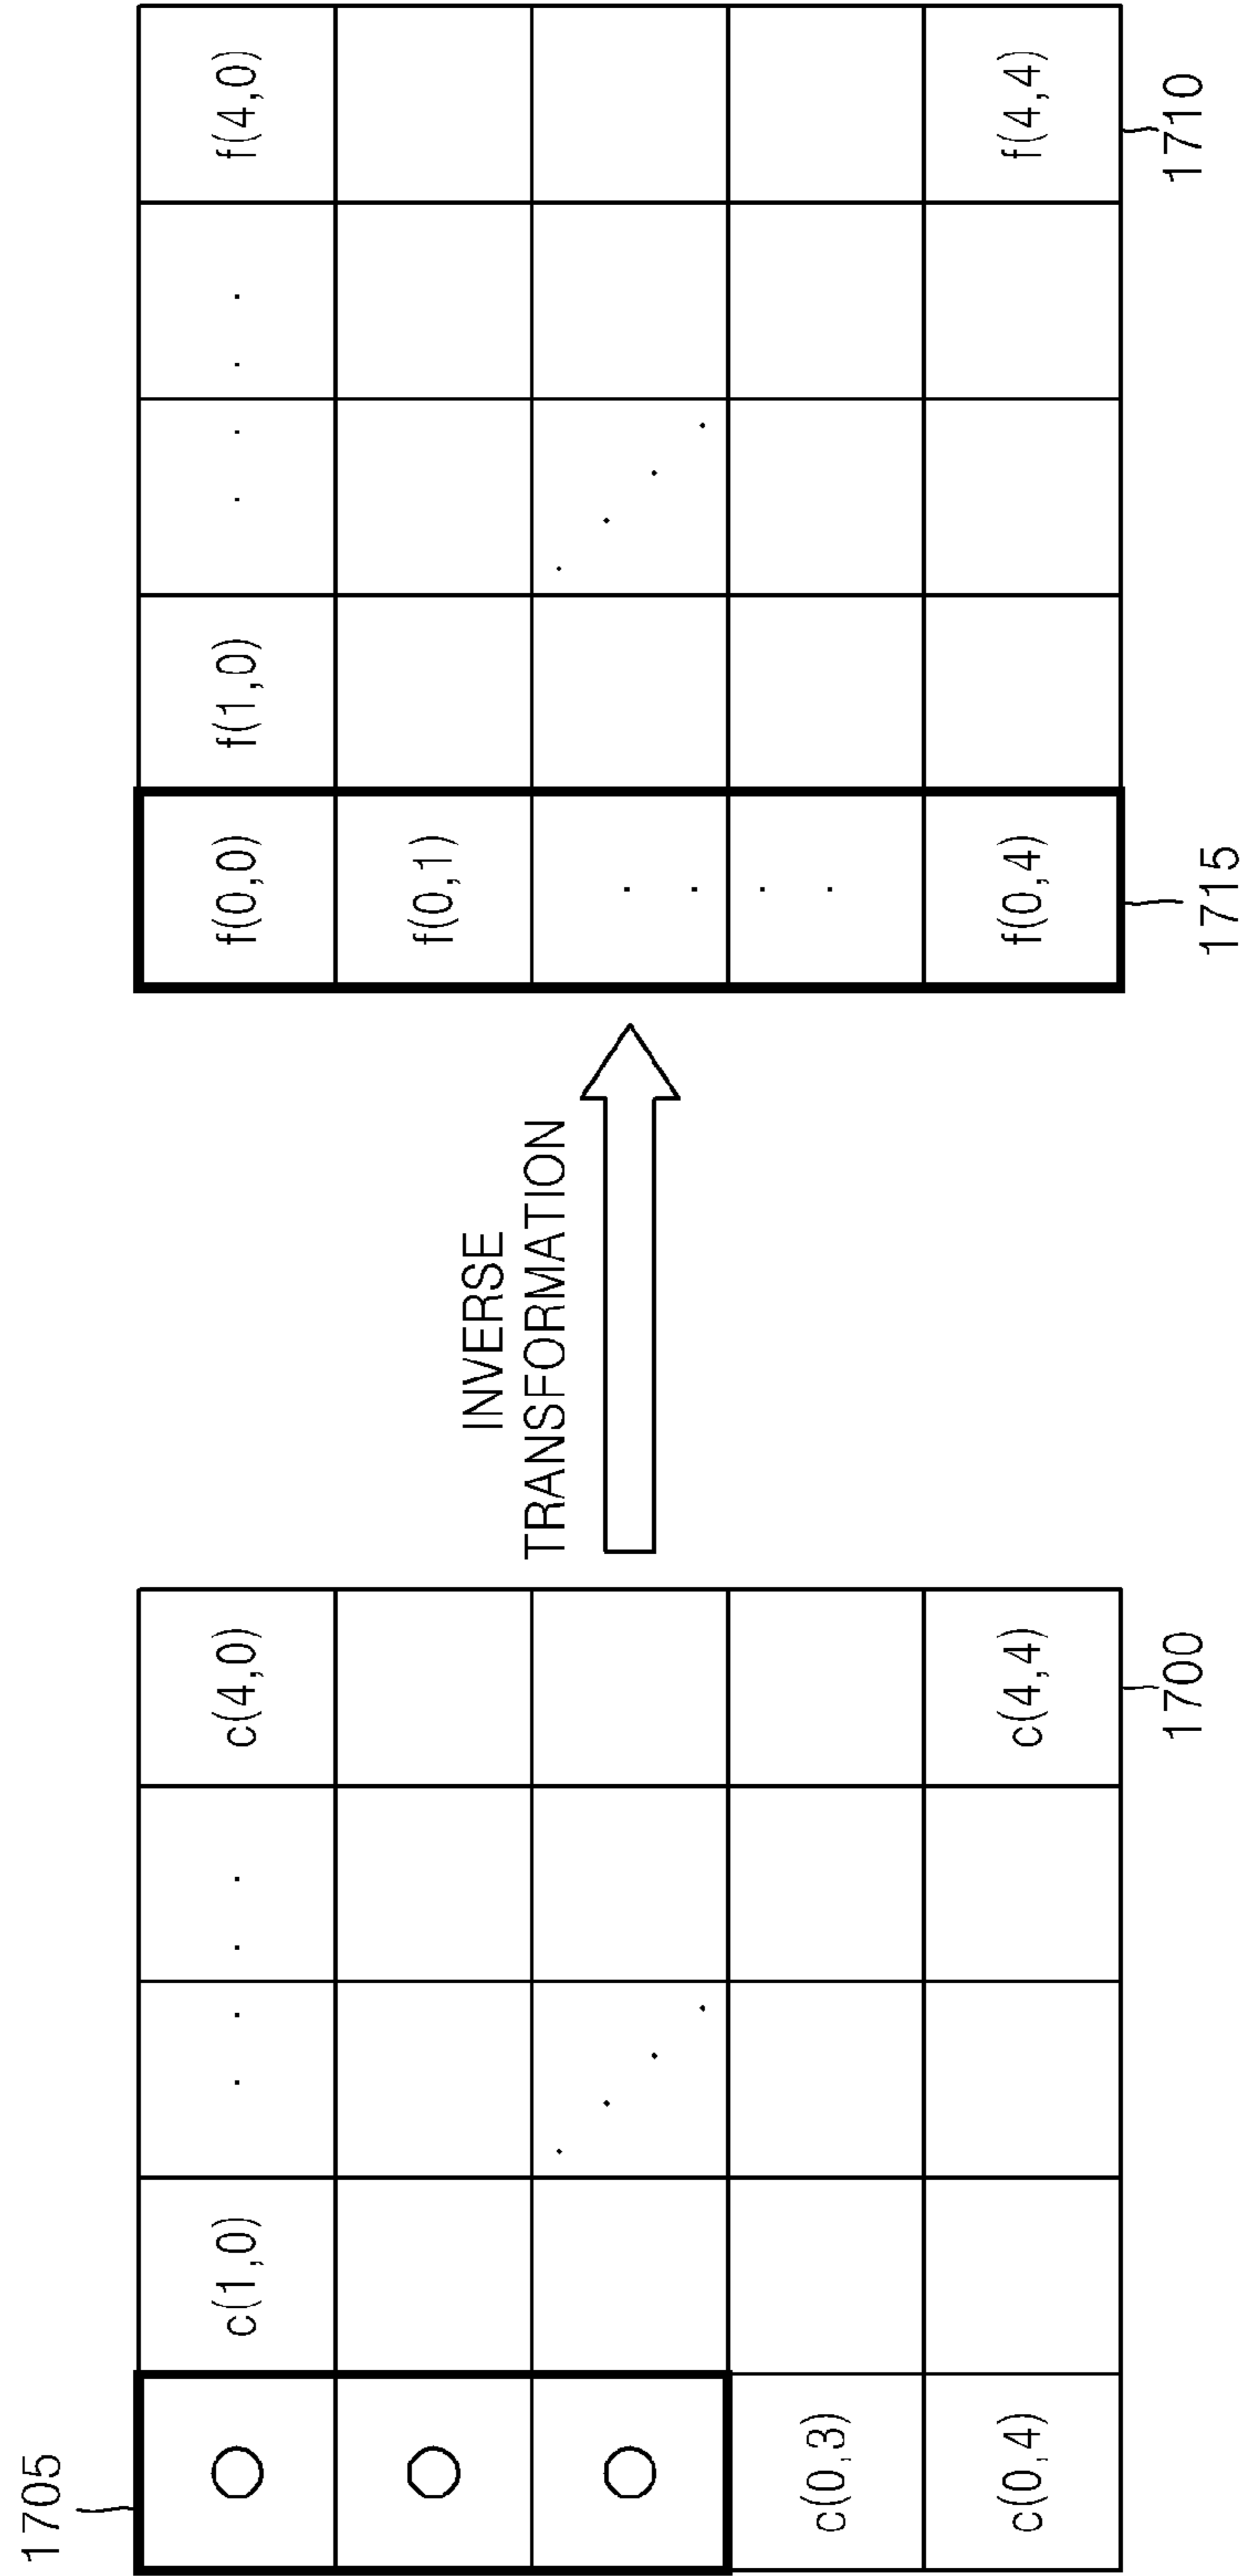 1705
c(1,0) . . . . c(4,0)
c(0,3)
c(0,4) c(4,4)
1700
INVERSE
TRANSFORMATION
f(0,0) f(1,0) . . . . f(4,0)
f(0,1)
f(0,4) f(4,4)
1715
1710